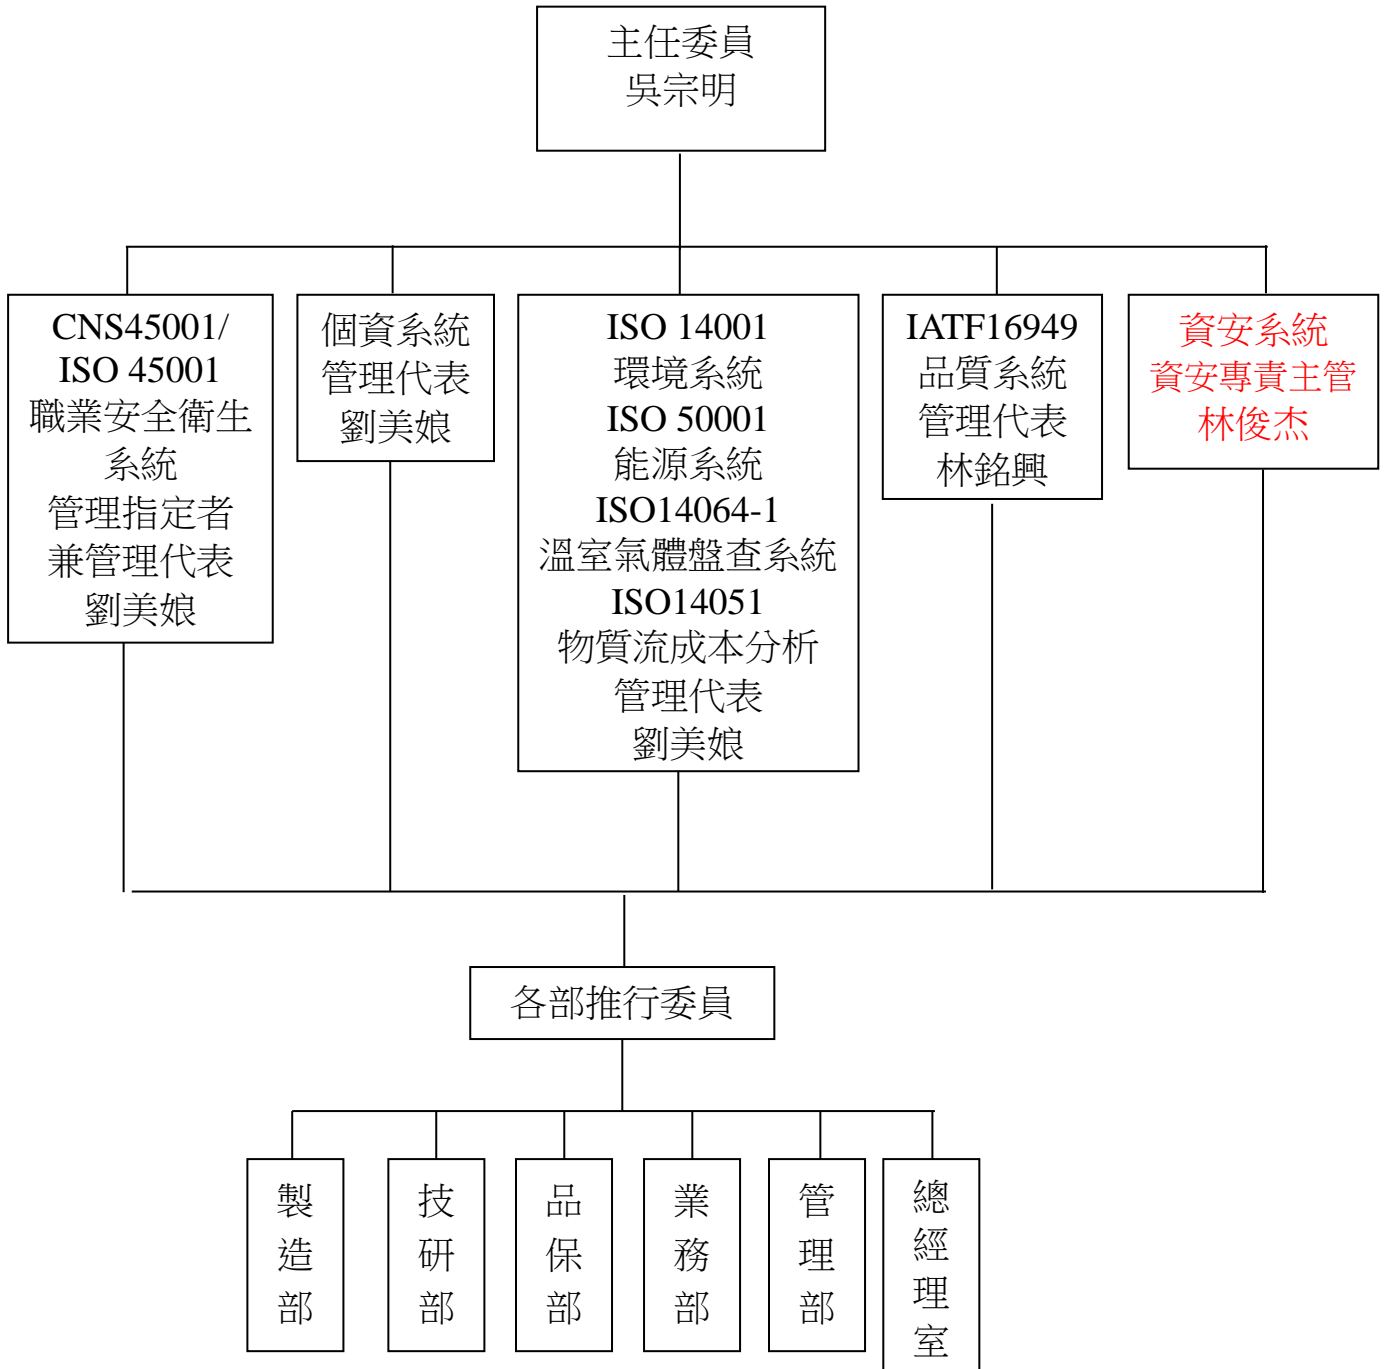 主任委員
吳宗明
CNS45001/
ISO 45001
職業安全衛生
系統
管理指定者
兼管理代表
劉美娘
個資系統
管理代表
劉美娘
ISO 14001
環境系統
ISO 50001
能源系統
ISO14064-1
溫室氣體盤查系統
ISO14051
物質流成本分析
管理代表
劉美娘
IATF16949
品質系統
管理代表
林銘興
資安系統
資安專責主管
林俊杰
各部推行委員
製造部
技研部
品保部
業務部
管理部
總經理室